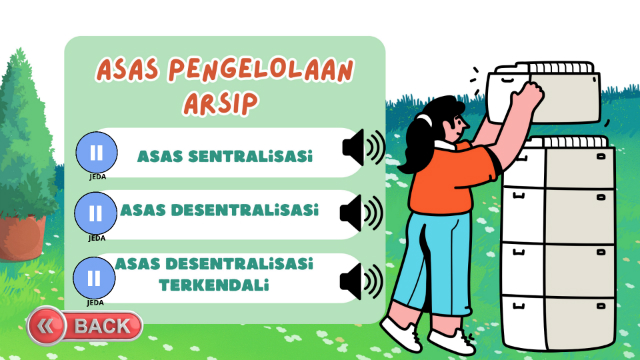 ASAS PENGELOLAAN
ARSIP
ASAS SENTRALiSASi
JEDA
ASAS DESENTRALiSASi
JEDA
ASAS DESENTRALiSASi
TERKENDALi
JEDA
BACK